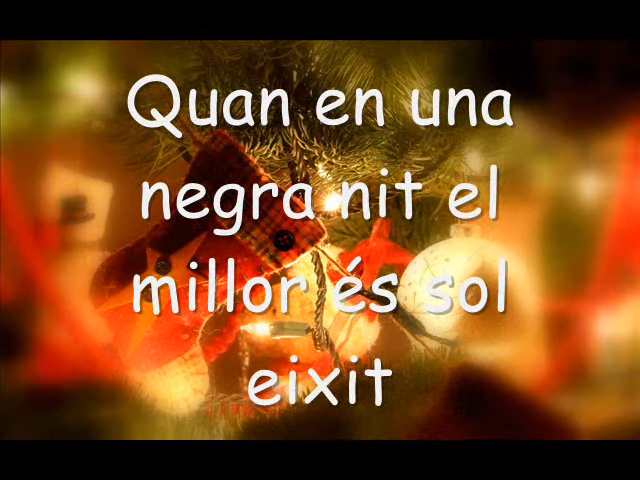 Quan en una
negra nit el
millor és sol
eixit